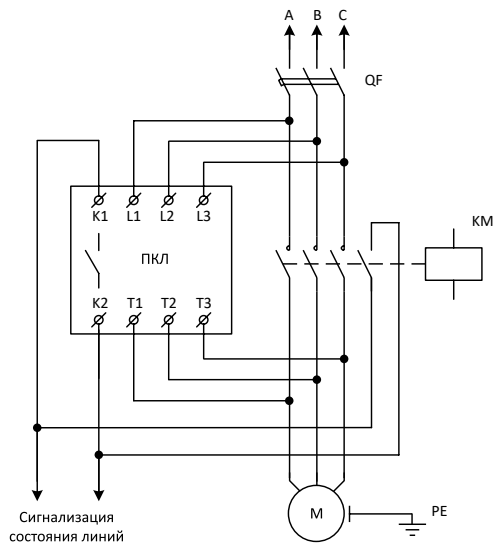 A B C
QF
K1 L1 L2 L3
KM
ПКЛ
K2 T1 T2 T3
M
PE
Сигнализация
состояния линий